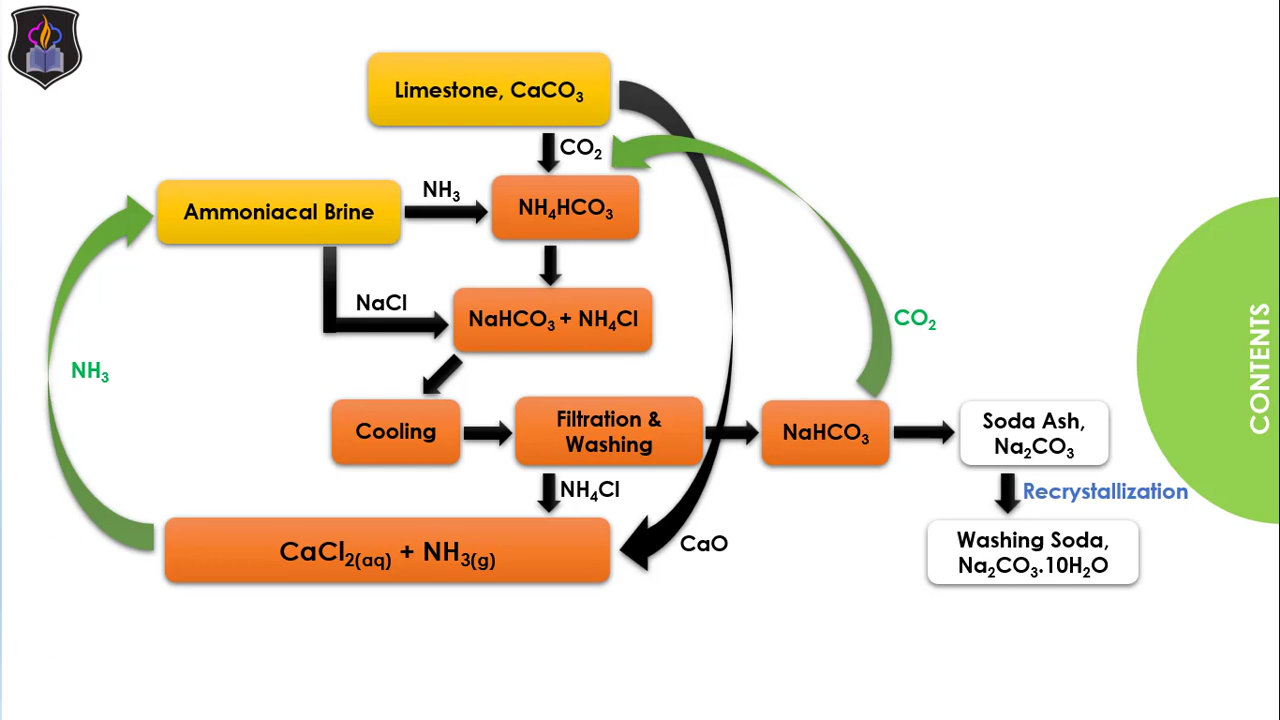 Limestone, CaCO₃
CO₂
NH₃
Ammoniacal Brine
NH₄HCO₃
NaCl
NaHCO₃ + NH₄Cl
CO₂
NH₃
Cooling
Filtration &
Washing
NaHCO₃
Soda Ash,
Na₂CO₃
NH₄Cl
Recrystallization
CaCl₂(aq) + NH₃(g)
CaO
Washing Soda,
Na₂CO₃.10H₂O
CONTENTS